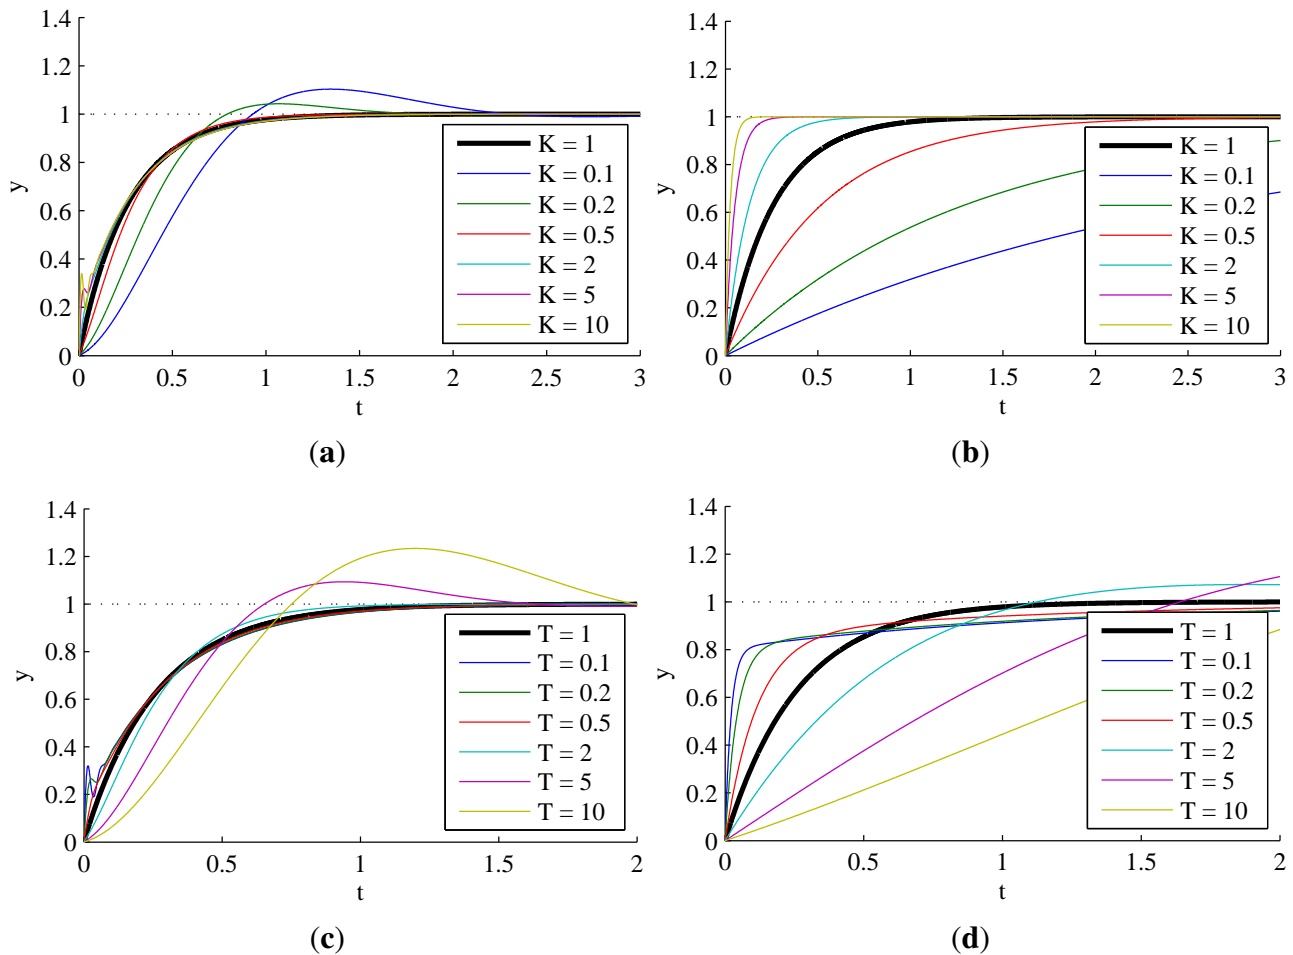 1.4
1.2
1
0.8
0.6
0.4
0.2
0
y
0 0.5 1 1.5 2 2.5 3
t
K = 1
K = 0.1
K = 0.2
K = 0.5
K = 2
K = 5
K = 10
(a)
1.4
1.2
1
0.8
0.6
0.4
0.2
0
y
0 0.5 1 1.5 2 2.5 3
t
K = 1
K = 0.1
K = 0.2
K = 0.5
K = 2
K = 5
K = 10
(b)
1.4
1.2
1
0.8
0.6
0.4
0.2
0
y
0 0.5 1 1.5 2
t
T = 1
T = 0.1
T = 0.2
T = 0.5
T = 2
T = 5
T = 10
(c)
1.4
1.2
1
0.8
0.6
0.4
0.2
0
y
0 0.5 1 1.5 2
t
T = 1
T = 0.1
T = 0.2
T = 0.5
T = 2
T = 5
T = 10
(d)